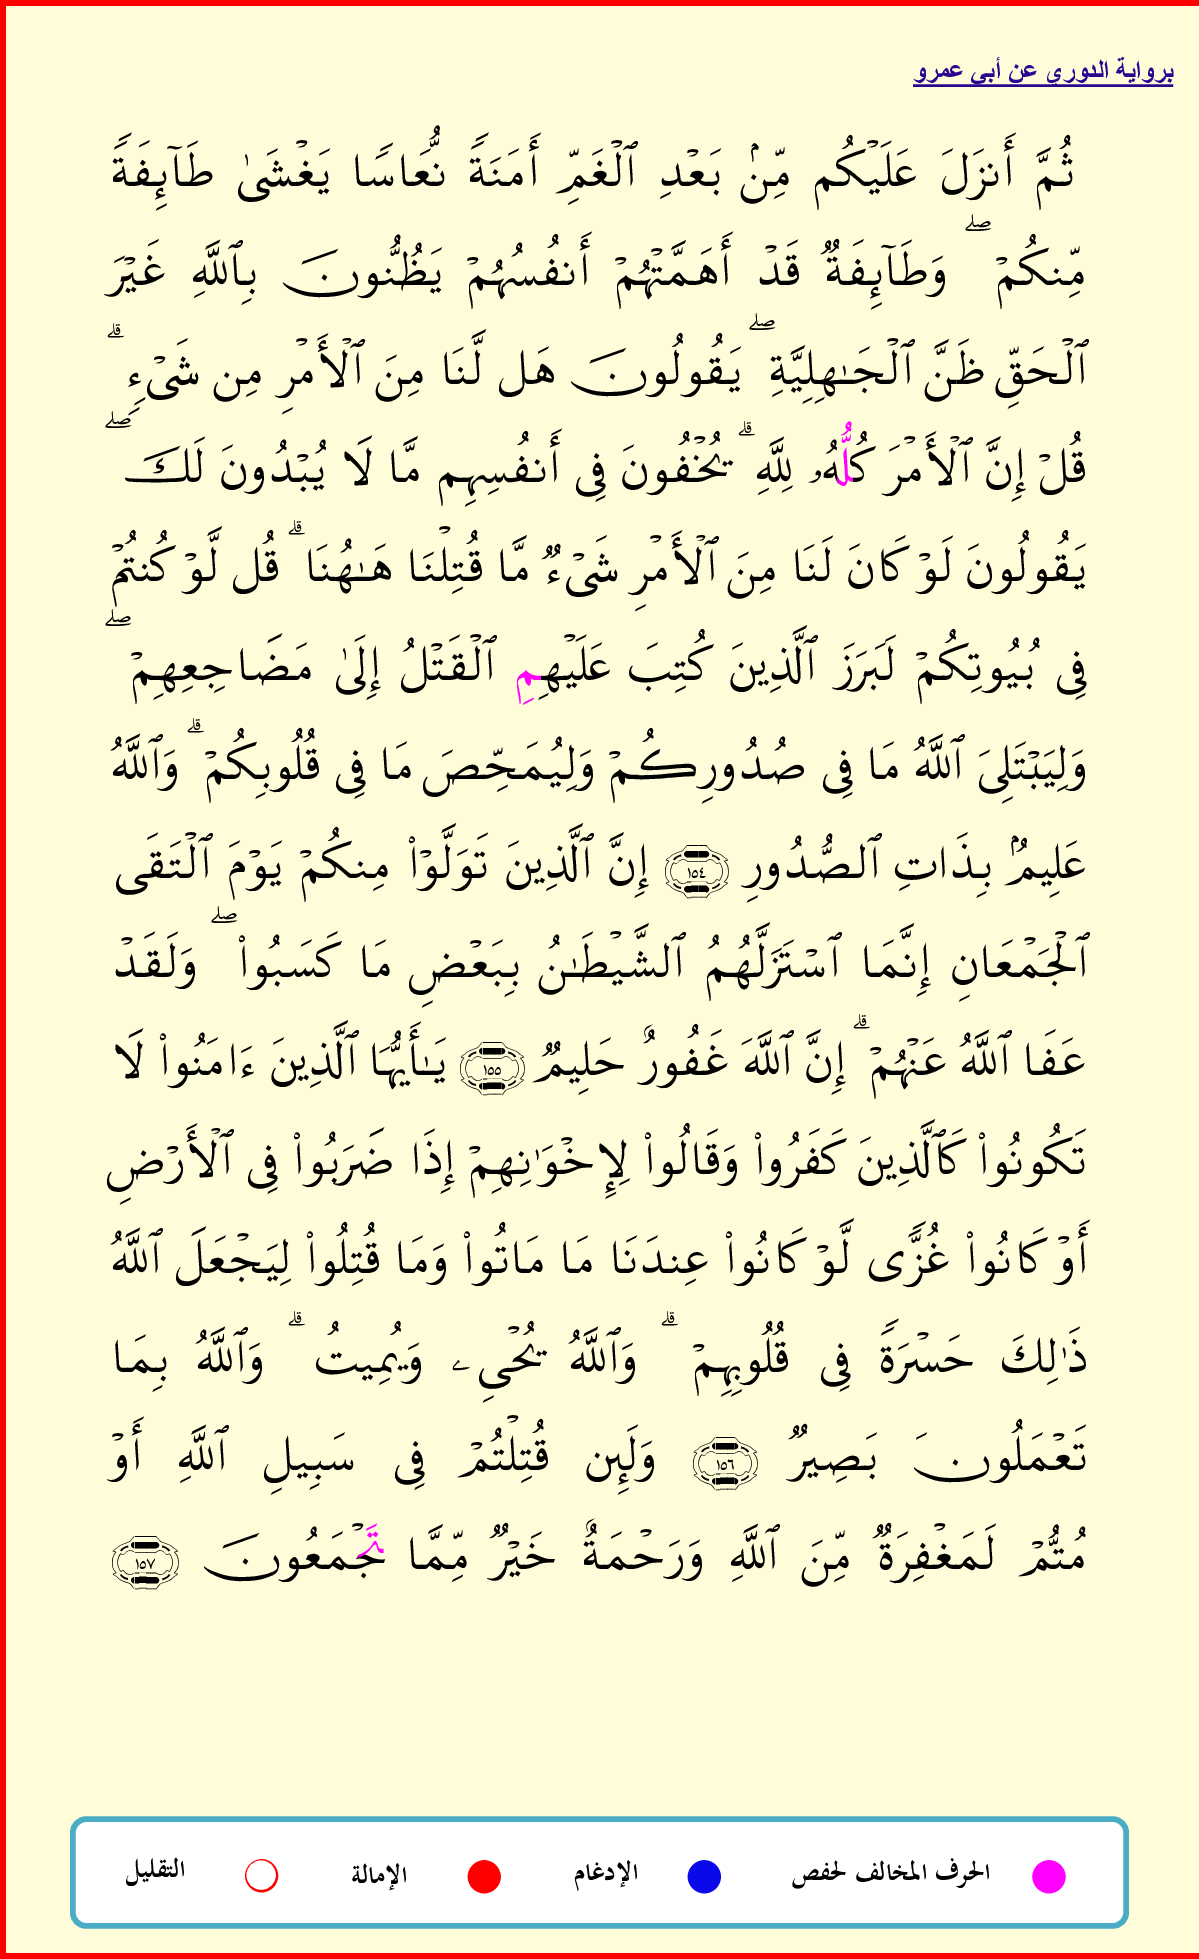 برواية الدوري عن أبي عمرو
ثُمَّ أَنزَلَ عَلَيۡكُم مِّنۢ بَعۡدِ ٱلۡغَمِّ أَمَنَةٗ نُّعَاسٗا يَغۡشَىٰ طَآئِفَةٗ
مِّنكُمۡۖ وَطَآئِفَةٞ قَدۡ أَهَمَّتۡهُمۡ أَنفُسُهُمۡ يَظُنُّونَ بِٱللَّهِ غَيۡرَ
ٱلۡحَقِّ ظَنَّ ٱلۡجَٰهِلِيَّةِۖ يَقُولُونَ هَل لَّنَا مِنَ ٱلۡأَمۡرِ مِن شَيۡءٖۗ
قُلۡ إِنَّ ٱلۡأَمۡرَ كُلُّهُۥ لِلَّهِۗ يُخۡفُونَ فِي أَنفُسِهِم مَّا لَا يُبۡدُونَ لَكَۖ
يَقُولُونَ لَوۡ كَانَ لَنَا مِنَ ٱلۡأَمۡرِ شَيۡءٞ مَّا قُتِلۡنَا هَٰهُنَاۗ قُل لَّوۡ كُنتُمۡ
فِي بُيُوتِكُمۡ لَبَرَزَ ٱلَّذِينَ كُتِبَ عَلَيۡهِمِ ٱلۡقَتۡلُ إِلَىٰ مَضَاجِعِهِمۡۖ
وَلِيَبۡتَلِيَ ٱللَّهُ مَا فِي صُدُورِكُمۡ وَلِيُمَحِّصَ مَا فِي قُلُوبِكُمۡۗ وَٱللَّهُ
عَلِيمُۢ بِذَاتِ ٱلصُّدُورِ ١٥٤ إِنَّ ٱلَّذِينَ تَوَلَّوۡاْ مِنكُمۡ يَوۡمَ ٱلۡتَقَى
ٱلۡجَمۡعَانِ إِنَّمَا ٱسۡتَزَلَّهُمُ ٱلشَّيۡطَٰنُ بِبَعۡضِ مَا كَسَبُواْۖ وَلَقَدۡ
عَفَا ٱللَّهُ عَنۡهُمۡۗ إِنَّ ٱللَّهَ غَفُورٌ حَلِيمٞ ١٥٥ يَٰٓأَيُّهَا ٱلَّذِينَ ءَامَنُواْ لَا
تَكُونُواْ كَٱلَّذِينَ كَفَرُواْ وَقَالُواْ لِإِخۡوَٰنِهِمۡ إِذَا ضَرَبُواْ فِي ٱلۡأَرۡضِ
أَوۡ كَانُواْ غُزّٗى لَّوۡ كَانُواْ عِندَنَا مَا مَاتُواْ وَمَا قُتِلُواْ لِيَجۡعَلَ ٱللَّهُ
ذَٰلِكَ حَسۡرَةٗ فِي قُلُوبِهِمۡۗ وَٱللَّهُ يُحۡيِۦ وَيُمِيتُۗ وَٱللَّهُ بِمَا
تَعۡمَلُونَ بَصِيرٞ ١٥٦ وَلَئِن قُتِلۡتُمۡ فِي سَبِيلِ ٱللَّهِ أَوۡ
مُتُّمۡ لَمَغۡفِرَةٞ مِّنَ ٱللَّهِ وَرَحۡمَةٌ خَيۡرٞ مِّمَّا تَجۡمَعُونَ ١٥٧
الحرف المخالف لحفص الإدغام الإمالة التقليل